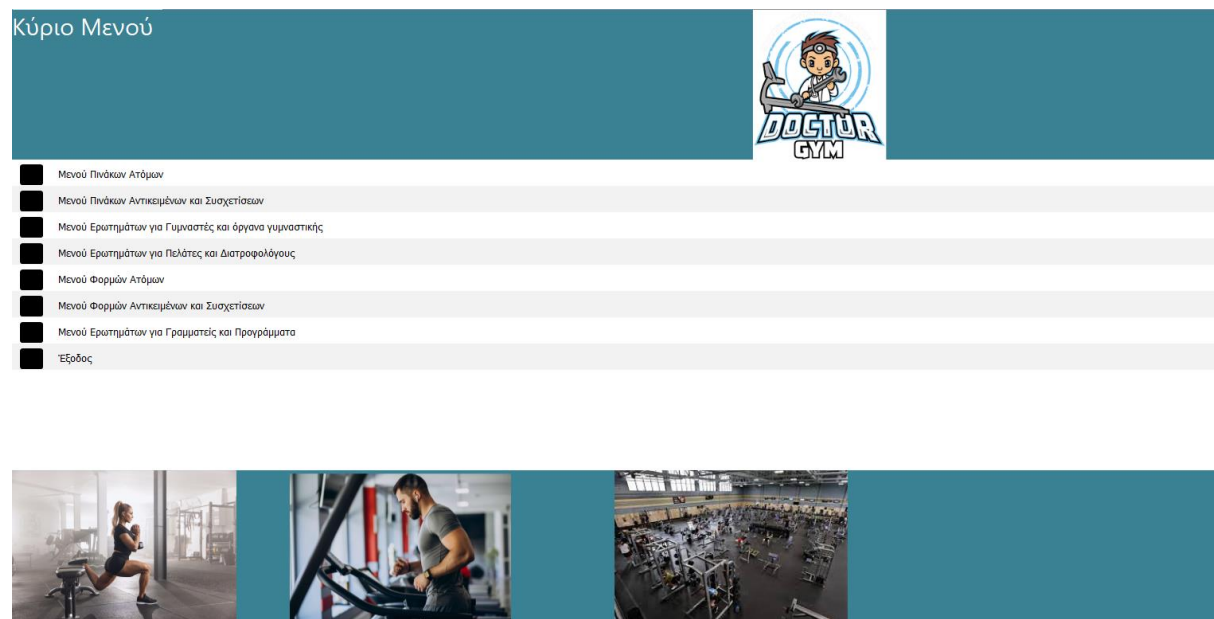 Κύριο Μενού
DOCTOR
GYM
Μενού Πινάκων Ατόμων
Μενού Πινάκων Αντικειμένων και Συσχετίσεων
Μενού Ερωτημάτων για Γυμναστές και όργανα γυμναστικής
Μενού Ερωτημάτων για Πελάτες και Διατροφολόγους
Μενού Φορμών Ατόμων
Μενού Φορμών Αντικειμένων και Συσχετίσεων
Μενού Ερωτημάτων για Γραμματείς και Προγράμματα
Έξοδος